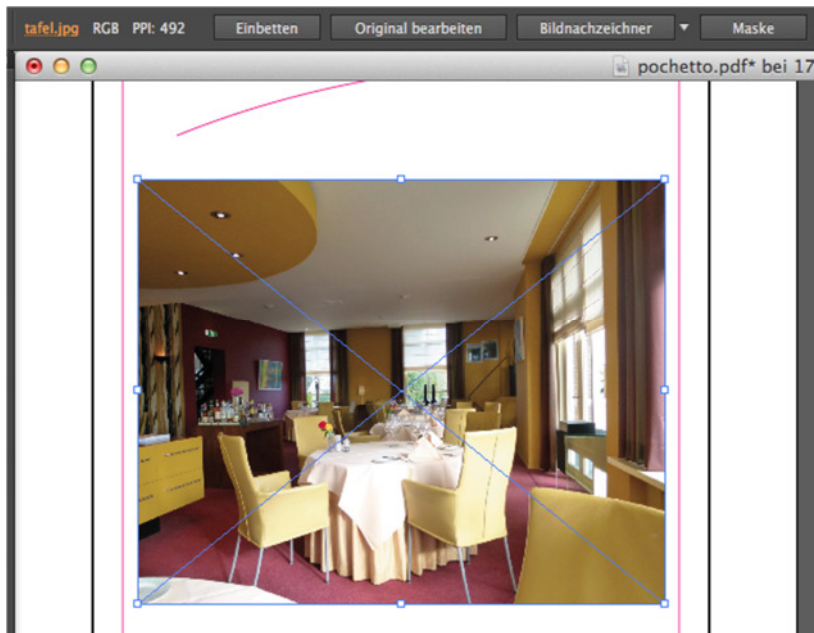 tafel.jpg RGB PPI: 492 Einbetten Original bearbeiten Bildnachzeichner Maske
pochetto.pdf* bei 17